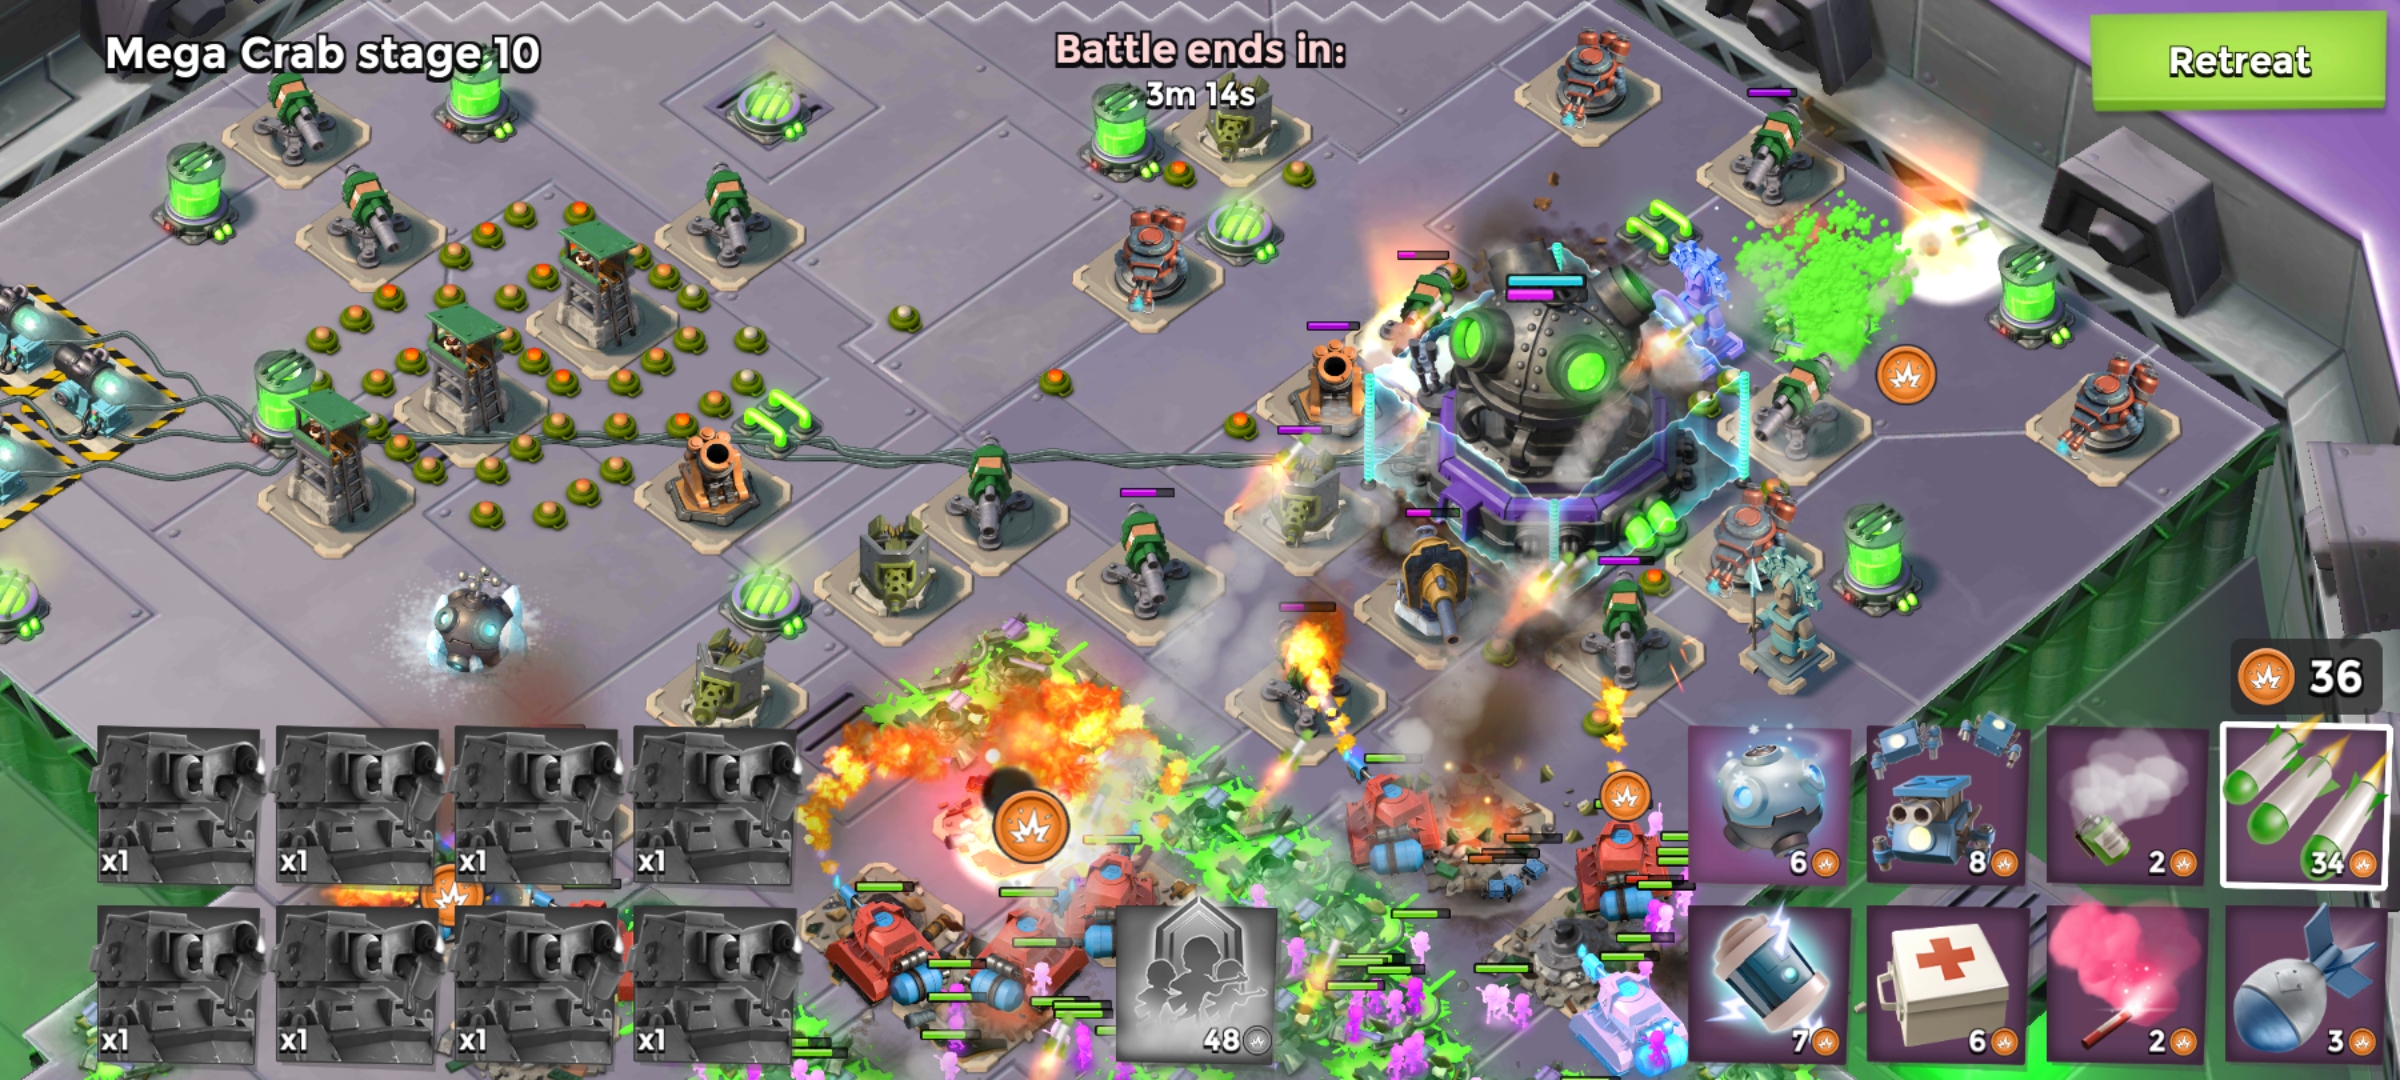 Mega Crab stage 10
Battle ends in:
3m 14s
Retreat
36
x1
x1
x1
x1
6
8
2
34
x1
x1
x1
x1
48
7
6
2
3